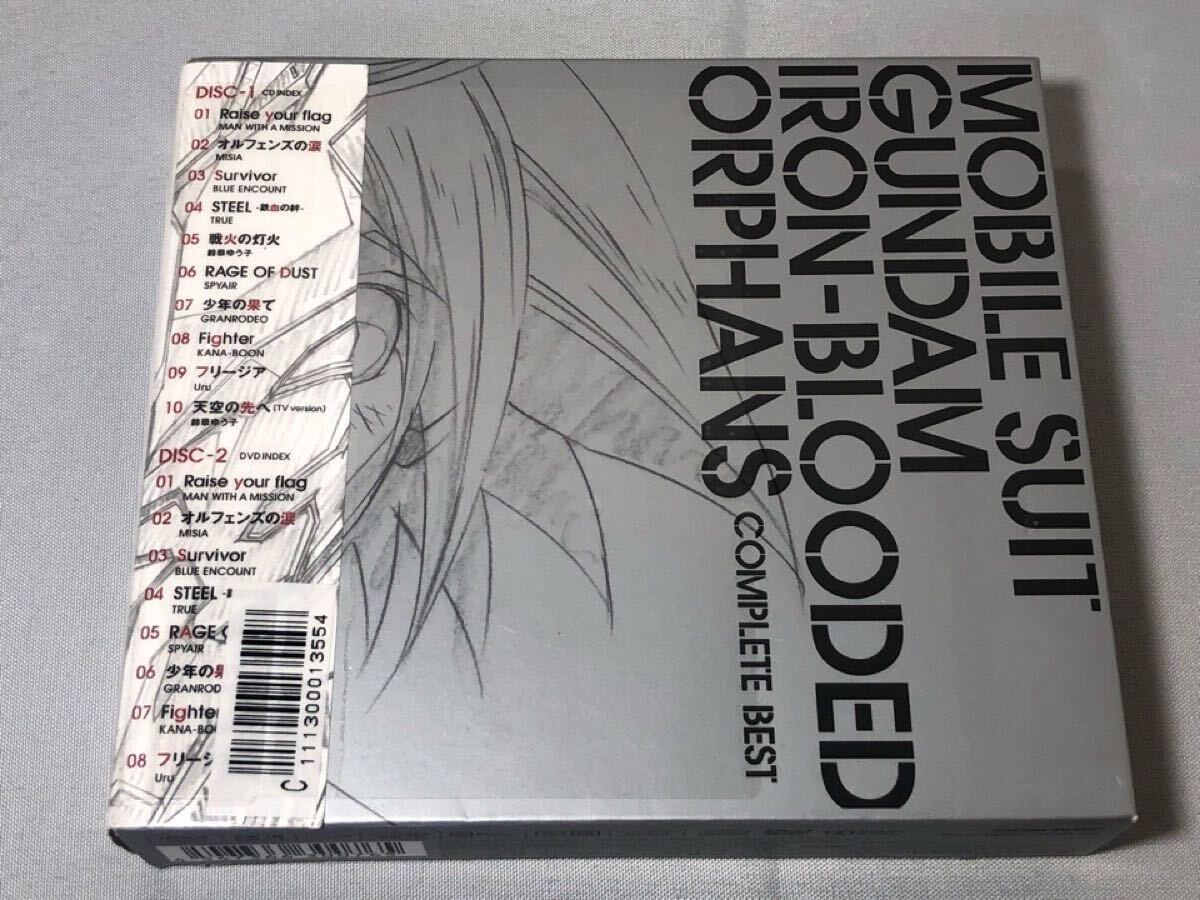 DISC-1 CD INDEX
01 Raise your flag
MAN WITH A MISSION
02 オルフェンズの涙
MISIA
03 Survivor
BLUE ENCOUNT
04 STEEL -鉄血の絆-
TRUE
05 戦火の灯火
鈴華ゆう子
06 RAGE OF DUST
SPYAIR
07 少年の果て
GRANRODEO
08 Fighter
KANA-BOON
09 フリージア
Uru
10 天空の先へ (TV version)
鈴華ゆう子
DISC-2 DVD INDEX
01 Raise your flag
MAN WITH A MISSION
02 オルフェンズの涙
MISIA
03 Survivor
BLUE ENCOUNT
04 STEEL
TRUE
05 RAGE
SPYAIR
06 少年の果
GRANROD
07 Fighte
KANA-BO
08 フリージ
Uru
C 111300013554
MOBILE SUIT
GUNDAM
IRON-BLOODED
ORPHANS COMPLETE BEST